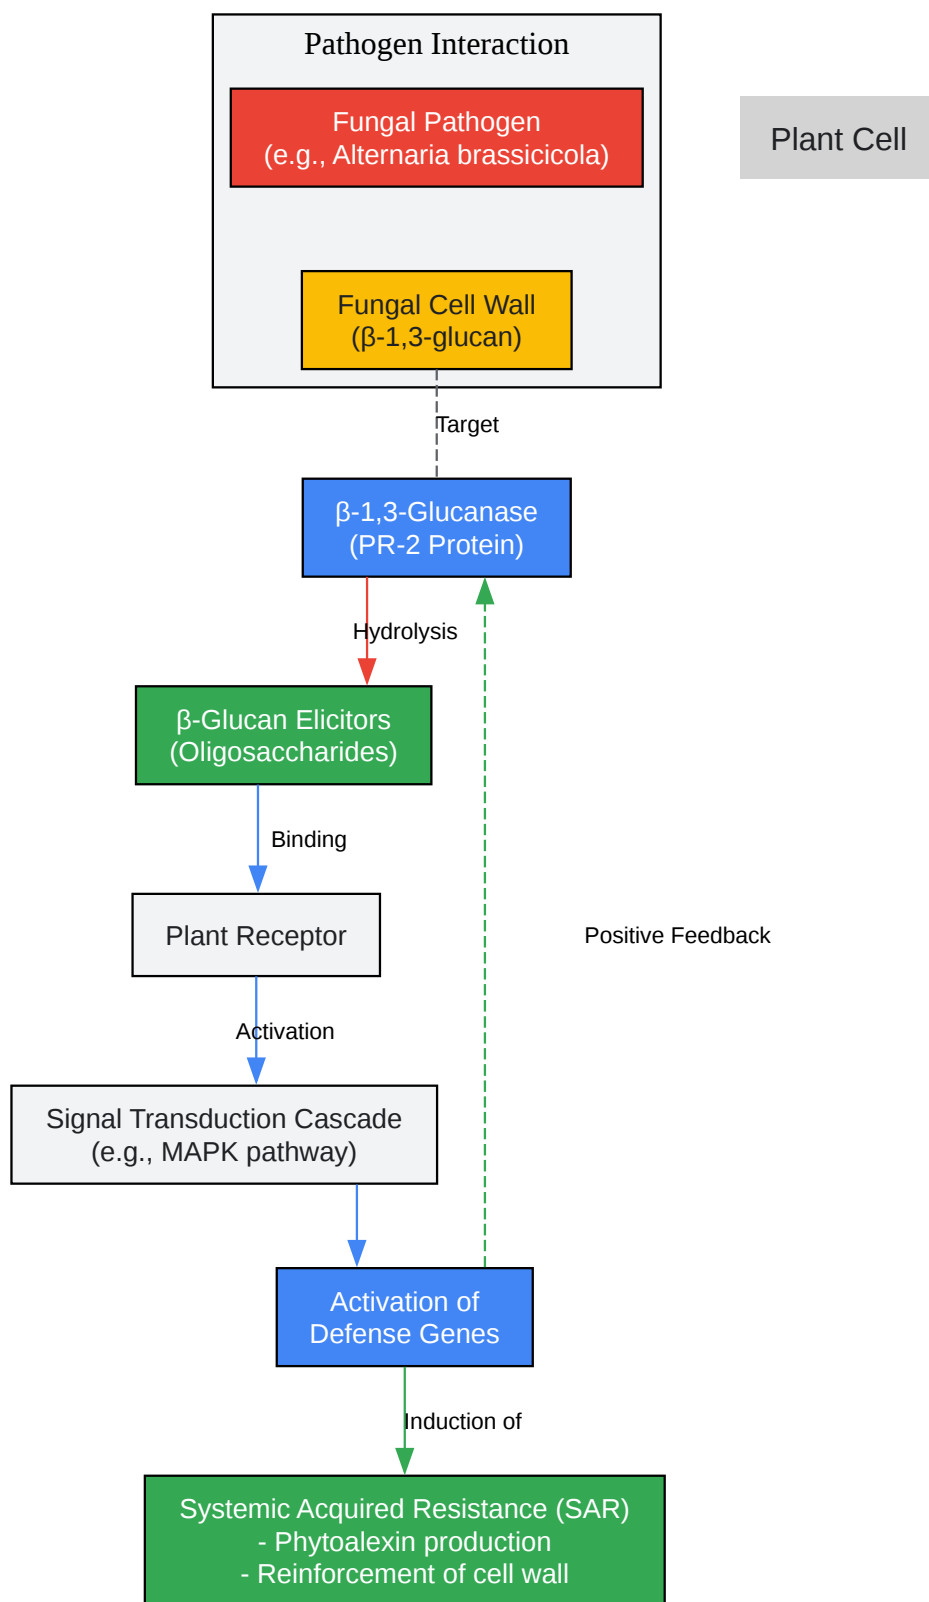 Pathogen Interaction
Fungal Pathogen
(e.g., Alternaria brassicicola)
Plant Cell
Fungal Cell Wall
(β-1,3-glucan)
Target
β-1,3-Glucanase
(PR-2 Protein)
Hydrolysis
β-Glucan Elicitors
(Oligosaccharides)
Binding
Plant Receptor
Positive Feedback
Activation
Signal Transduction Cascade
(e.g., MAPK pathway)
Activation of
Defense Genes
Induction of
Systemic Acquired Resistance (SAR)
- Phytoalexin production
- Reinforcement of cell wall